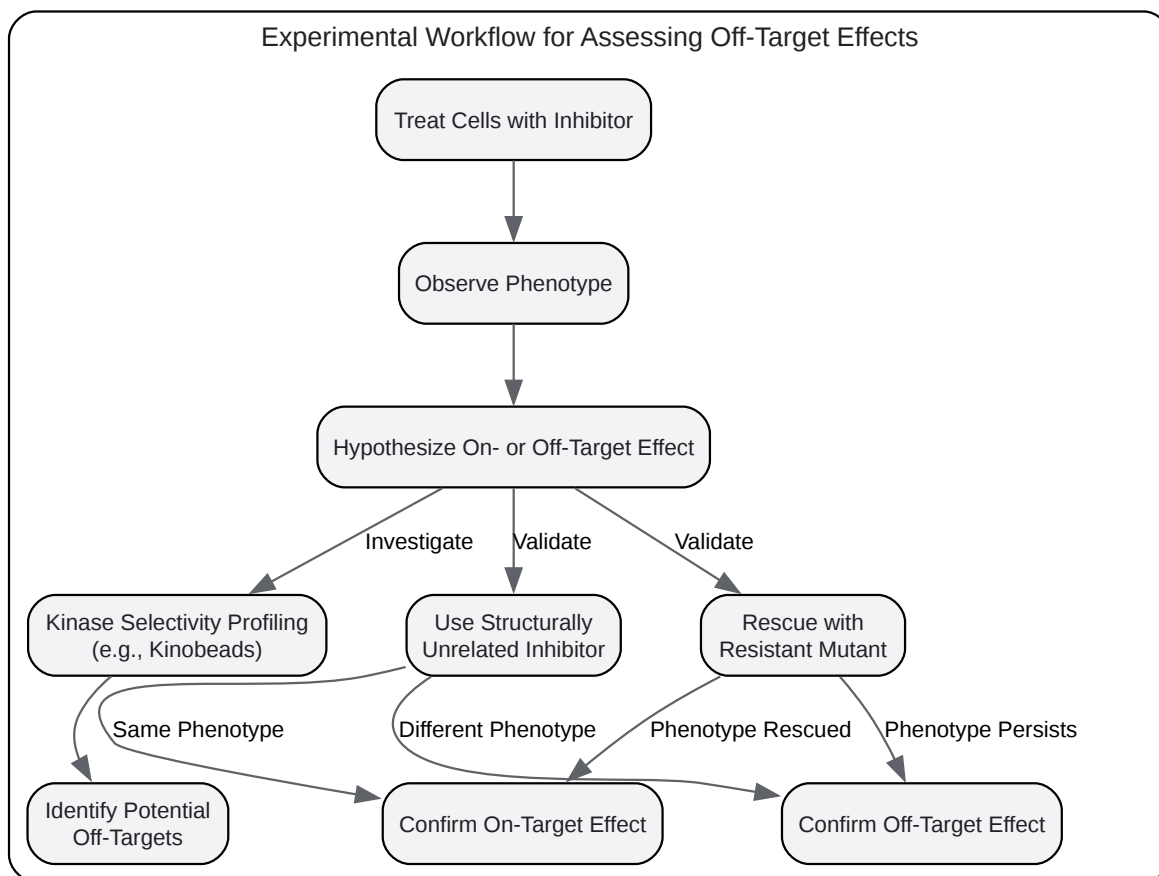 Experimental Workflow for Assessing Off-Target Effects
Treat Cells with Inhibitor
Observe Phenotype
Hypothesize On- or Off-Target Effect
Investigate
Validate
Validate
Kinase Selectivity Profiling
(e.g., Kinobeads)
Use Structurally
Unrelated Inhibitor
Rescue with
Resistant Mutant
Same Phenotype
Different Phenotype
Phenotype Rescued
Phenotype Persists
Identify Potential
Off-Targets
Confirm On-Target Effect
Confirm Off-Target Effect